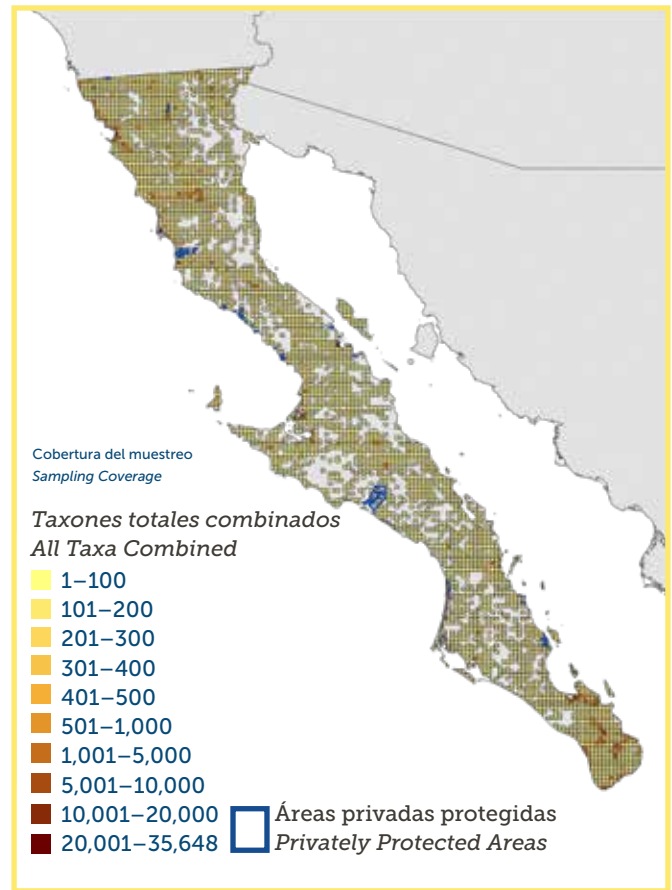 Cobertura del muestreo
Sampling Coverage
Taxones totales combinados
All Taxa Combined
1–100
101–200
201–300
301–400
401–500
501–1,000
1,001–5,000
5,001–10,000
10,001–20,000
20,001–35,648
Áreas privadas protegidas
Privately Protected Areas